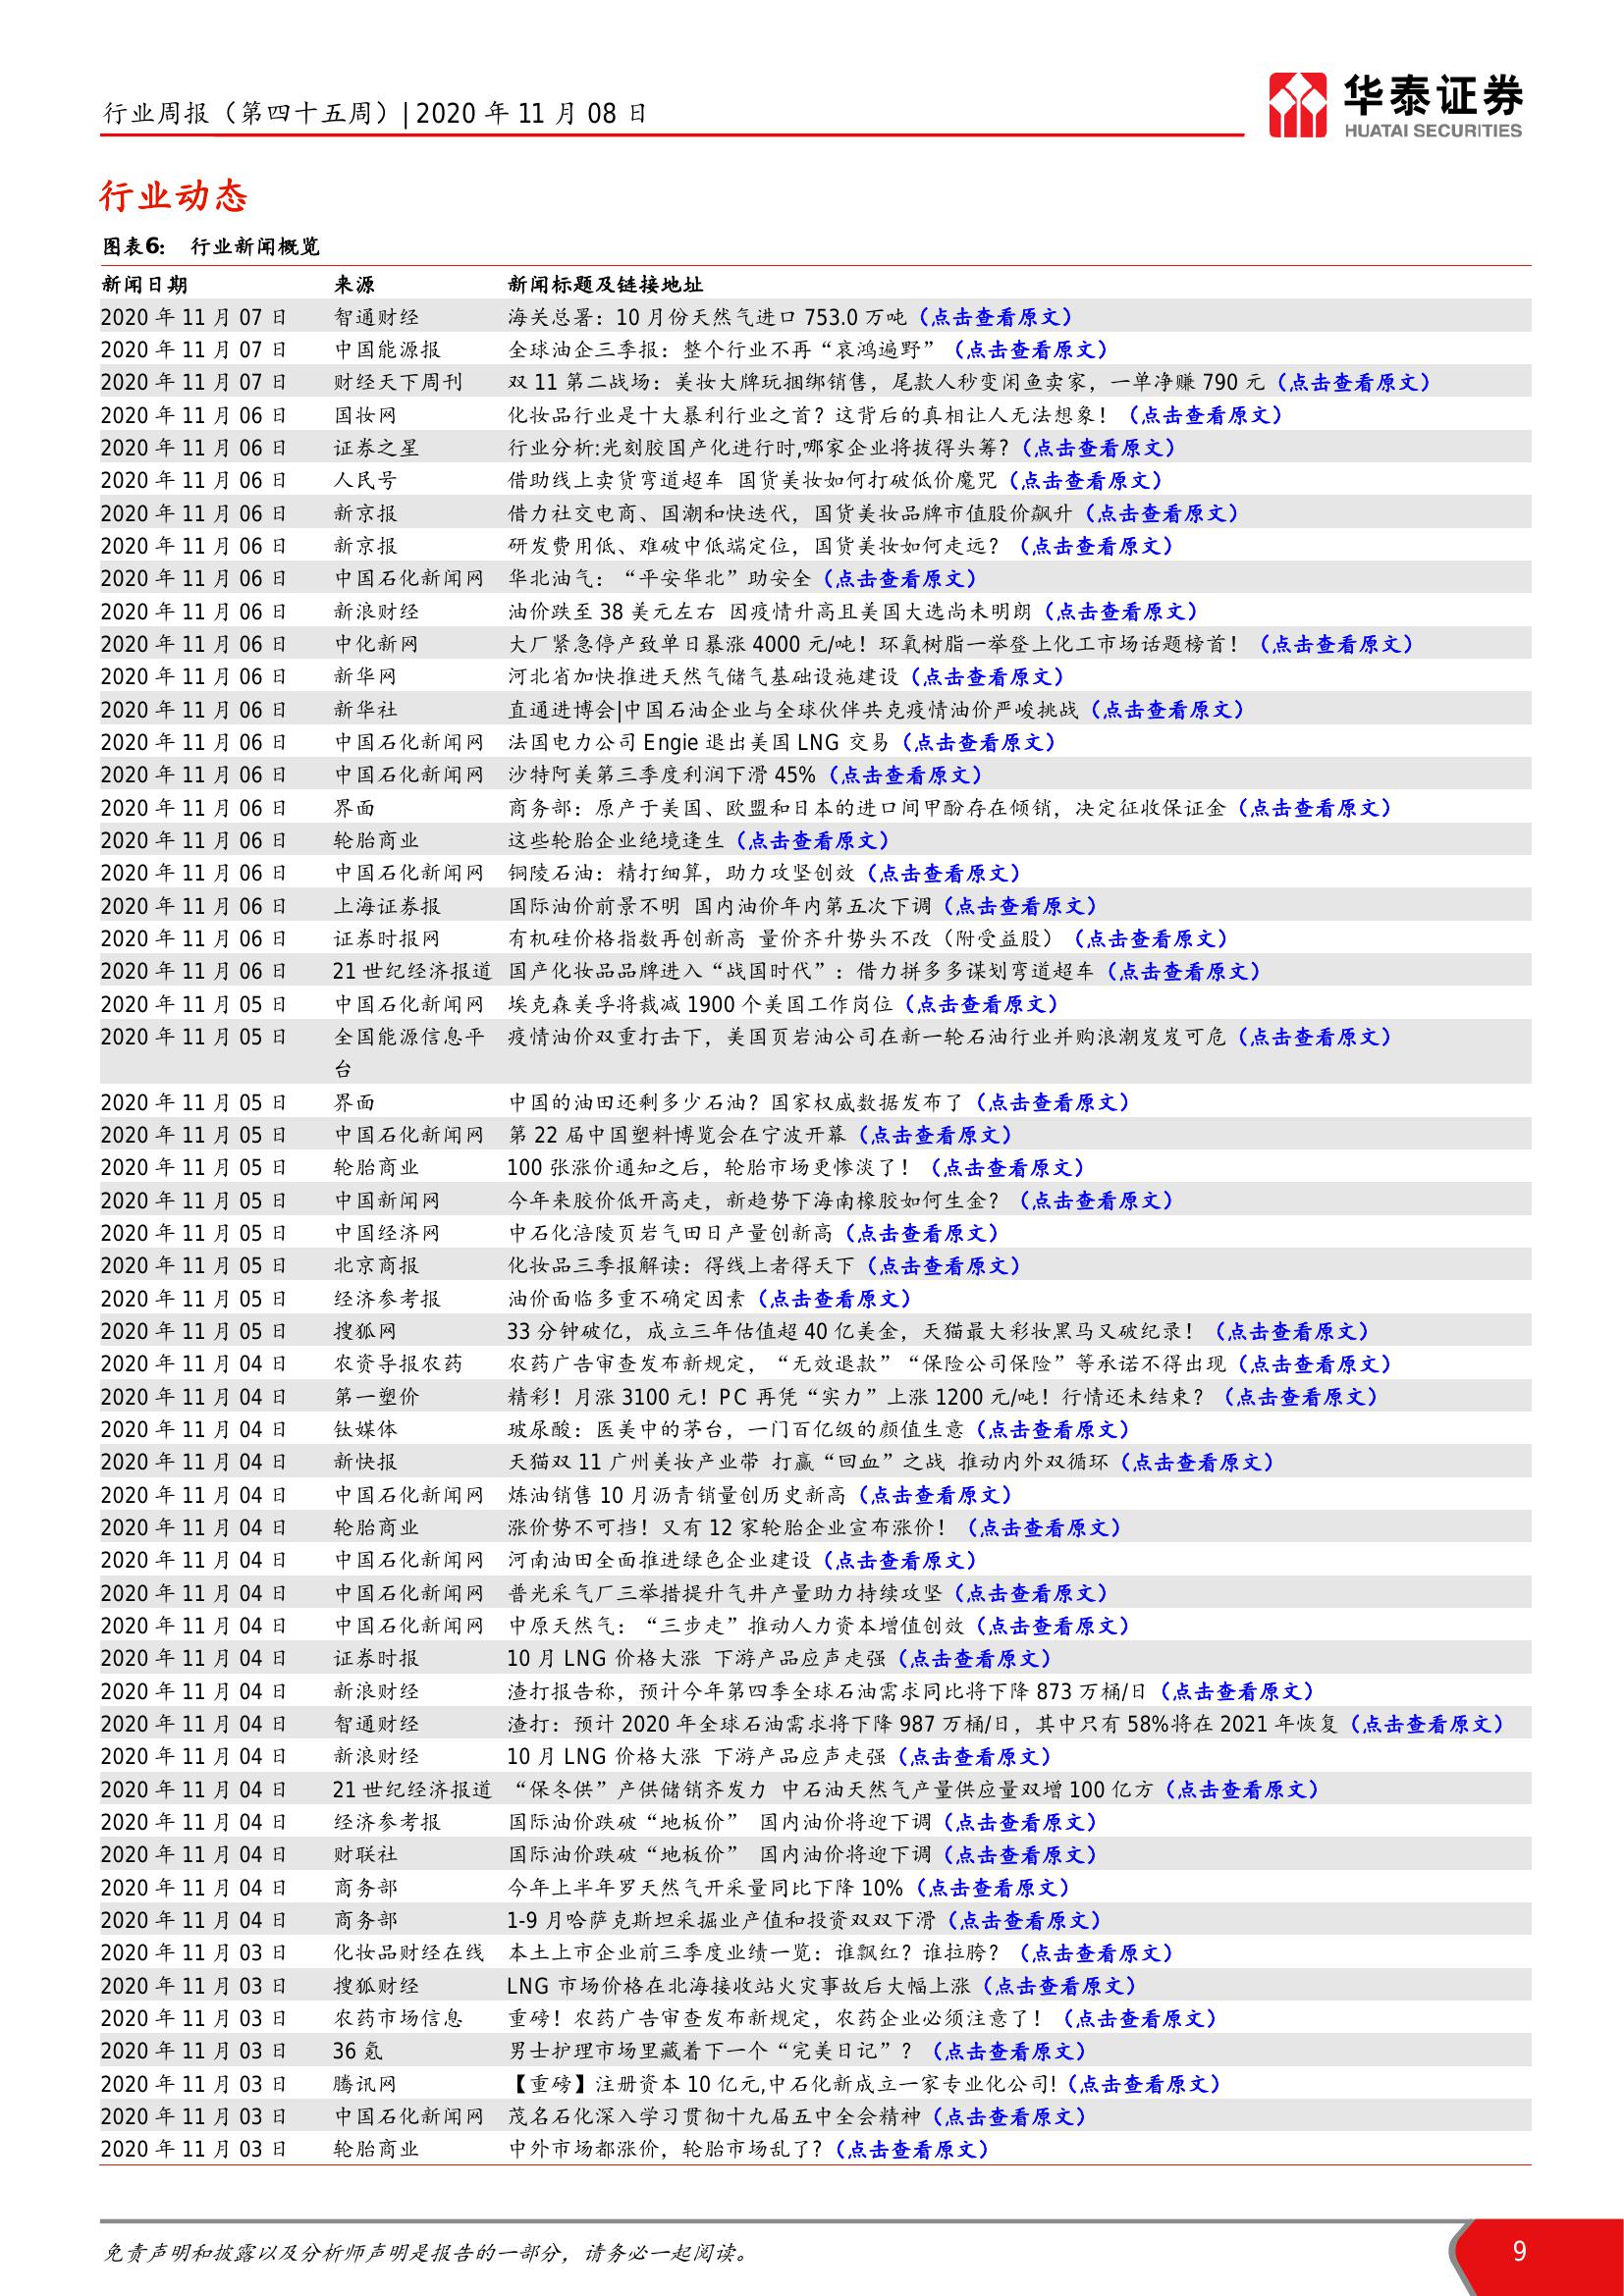 行业周报（第四十五周）| 2020 年 11 月 08 日
华泰证券
HUATAI SECURITIES
行业动态
图表6： 行业新闻概览
新闻日期 来源 新闻标题及链接地址
2020 年 11 月 07 日 智通财经 海关总署：10 月份天然气进口 753.0 万吨（点击查看原文）
2020 年 11 月 07 日 中国能源报 全球油企三季报：整个行业不再“哀鸿遍野”（点击查看原文）
2020 年 11 月 07 日 财经天下周刊 双 11 第二战场：美妆大牌玩捆绑销售，尾款人秒变闲鱼卖家，一单净赚 790 元（点击查看原文）
2020 年 11 月 06 日 国妆网 化妆品行业是十大暴利行业之首？这背后的真相让人无法想象！（点击查看原文）
2020 年 11 月 06 日 证券之星 行业分析:光刻胶国产化进行时,哪家企业将拔得头筹?（点击查看原文）
2020 年 11 月 06 日 人民号 借助线上卖货弯道超车 国货美妆如何打破低价魔咒（点击查看原文）
2020 年 11 月 06 日 新京报 借力社交电商、国潮和快迭代，国货美妆品牌市值股价飙升（点击查看原文）
2020 年 11 月 06 日 新京报 研发费用低、难破中低端定位，国货美妆如何走远？（点击查看原文）
2020 年 11 月 06 日 中国石化新闻网 华北油气：“平安华北”助安全（点击查看原文）
2020 年 11 月 06 日 新浪财经 油价跌至 38 美元左右 因疫情升高且美国大选尚未明朗（点击查看原文）
2020 年 11 月 06 日 中化新网 大厂紧急停产致单日暴涨 4000 元/吨！环氧树脂一举登上化工市场话题榜首！（点击查看原文）
2020 年 11 月 06 日 新华网 河北省加快推进天然气储气基础设施建设（点击查看原文）
2020 年 11 月 06 日 新华社 直通进博会|中国石油企业与全球伙伴共克疫情油价严峻挑战（点击查看原文）
2020 年 11 月 06 日 中国石化新闻网 法国电力公司 Engie 退出美国 LNG 交易（点击查看原文）
2020 年 11 月 06 日 中国石化新闻网 沙特阿美第三季度利润下滑 45%（点击查看原文）
2020 年 11 月 06 日 界面 商务部：原产于美国、欧盟和日本的进口间甲酚存在倾销，决定征收保证金（点击查看原文）
2020 年 11 月 06 日 轮胎商业 这些轮胎企业绝境逢生（点击查看原文）
2020 年 11 月 06 日 中国石化新闻网 铜陵石油：精打细算，助力攻坚创效（点击查看原文）
2020 年 11 月 06 日 上海证券报 国际油价前景不明 国内油价年内第五次下调（点击查看原文）
2020 年 11 月 06 日 证券时报网 有机硅价格指数再创新高 量价齐升势头不改（附受益股）（点击查看原文）
2020 年 11 月 06 日 21 世纪经济报道 国产化妆品品牌进入“战国时代”：借力拼多多谋划弯道超车（点击查看原文）
2020 年 11 月 05 日 中国石化新闻网 埃克森美孚将裁减 1900 个美国工作岗位（点击查看原文）
2020 年 11 月 05 日 全国能源信息平 疫情油价双重打击下，美国页岩油公司在新一轮石油行业并购浪潮岌岌可危（点击查看原文）
台
2020 年 11 月 05 日 界面 中国的油田还剩多少石油？国家权威数据发布了（点击查看原文）
2020 年 11 月 05 日 中国石化新闻网 第 22 届中国塑料博览会在宁波开幕（点击查看原文）
2020 年 11 月 05 日 轮胎商业 100 张涨价通知之后，轮胎市场更惨淡了！（点击查看原文）
2020 年 11 月 05 日 中国新闻网 今年来胶价低开高走，新趋势下海南橡胶如何生金？（点击查看原文）
2020 年 11 月 05 日 中国经济网 中石化涪陵页岩气田日产量创新高（点击查看原文）
2020 年 11 月 05 日 北京商报 化妆品三季报解读：得线上者得天下（点击查看原文）
2020 年 11 月 05 日 经济参考报 油价面临多重不确定因素（点击查看原文）
2020 年 11 月 05 日 搜狐网 33 分钟破亿，成立三年估值超 40 亿美金，天猫最大彩妆黑马又破纪录！（点击查看原文）
2020 年 11 月 04 日 农资导报农药 农药广告审查发布新规定，“无效退款”“保险公司保险”等承诺不得出现（点击查看原文）
2020 年 11 月 04 日 第一塑价 精彩！月涨 3100 元！PC 再凭“实力”上涨 1200 元/吨！行情还未结束？（点击查看原文）
2020 年 11 月 04 日 钛媒体 玻尿酸：医美中的茅台，一门百亿级的颜值生意（点击查看原文）
2020 年 11 月 04 日 新快报 天猫双 11 广州美妆产业带 打赢“回血”之战 推动内外双循环（点击查看原文）
2020 年 11 月 04 日 中国石化新闻网 炼油销售 10 月沥青销量创历史新高（点击查看原文）
2020 年 11 月 04 日 轮胎商业 涨价势不可挡！又有 12 家轮胎企业宣布涨价！（点击查看原文）
2020 年 11 月 04 日 中国石化新闻网 河南油田全面推进绿色企业建设（点击查看原文）
2020 年 11 月 04 日 中国石化新闻网 普光采气厂三举措提升气井产量助力持续攻坚（点击查看原文）
2020 年 11 月 04 日 中国石化新闻网 中原天然气：“三步走”推动人力资本增值创效（点击查看原文）
2020 年 11 月 04 日 证券时报 10 月 LNG 价格大涨 下游产品应声走强（点击查看原文）
2020 年 11 月 04 日 新浪财经 渣打报告称，预计今年第四季全球石油需求同比将下降 873 万桶/日（点击查看原文）
2020 年 11 月 04 日 智通财经 渣打：预计 2020 年全球石油需求将下降 987 万桶/日，其中只有 58%将在 2021 年恢复（点击查看原文）
2020 年 11 月 04 日 新浪财经 10 月 LNG 价格大涨 下游产品应声走强（点击查看原文）
2020 年 11 月 04 日 21 世纪经济报道 “保冬供”产供储销齐发力 中石油天然气产量供应量双增 100 亿方（点击查看原文）
2020 年 11 月 04 日 经济参考报 国际油价跌破“地板价” 国内油价将迎下调（点击查看原文）
2020 年 11 月 04 日 财联社 国际油价跌破“地板价” 国内油价将迎下调（点击查看原文）
2020 年 11 月 04 日 商务部 今年上半年罗天然气开采量同比下降 10%（点击查看原文）
2020 年 11 月 04 日 商务部 1-9 月哈萨克斯坦采掘业产值和投资双双下滑（点击查看原文）
2020 年 11 月 03 日 化妆品财经在线 本土上市企业前三季度业绩一览：谁飘红？谁拉胯？（点击查看原文）
2020 年 11 月 03 日 搜狐财经 LNG 市场价格在北海接收站火灾事故后大幅上涨（点击查看原文）
2020 年 11 月 03 日 农药市场信息 重磅！农药广告审查发布新规定，农药企业必须注意了！（点击查看原文）
2020 年 11 月 03 日 36 氪 男士护理市场里藏着下一个“完美日记”？（点击查看原文）
2020 年 11 月 03 日 腾讯网 【重磅】注册资本 10 亿元,中石化新成立一家专业化公司!（点击查看原文）
2020 年 11 月 03 日 中国石化新闻网 茂名石化深入学习贯彻十九届五中全会精神（点击查看原文）
2020 年 11 月 03 日 轮胎商业 中外市场都涨价，轮胎市场乱了?（点击查看原文）
免责声明和披露以及分析师声明是报告的一部分，请务必一起阅读。
9